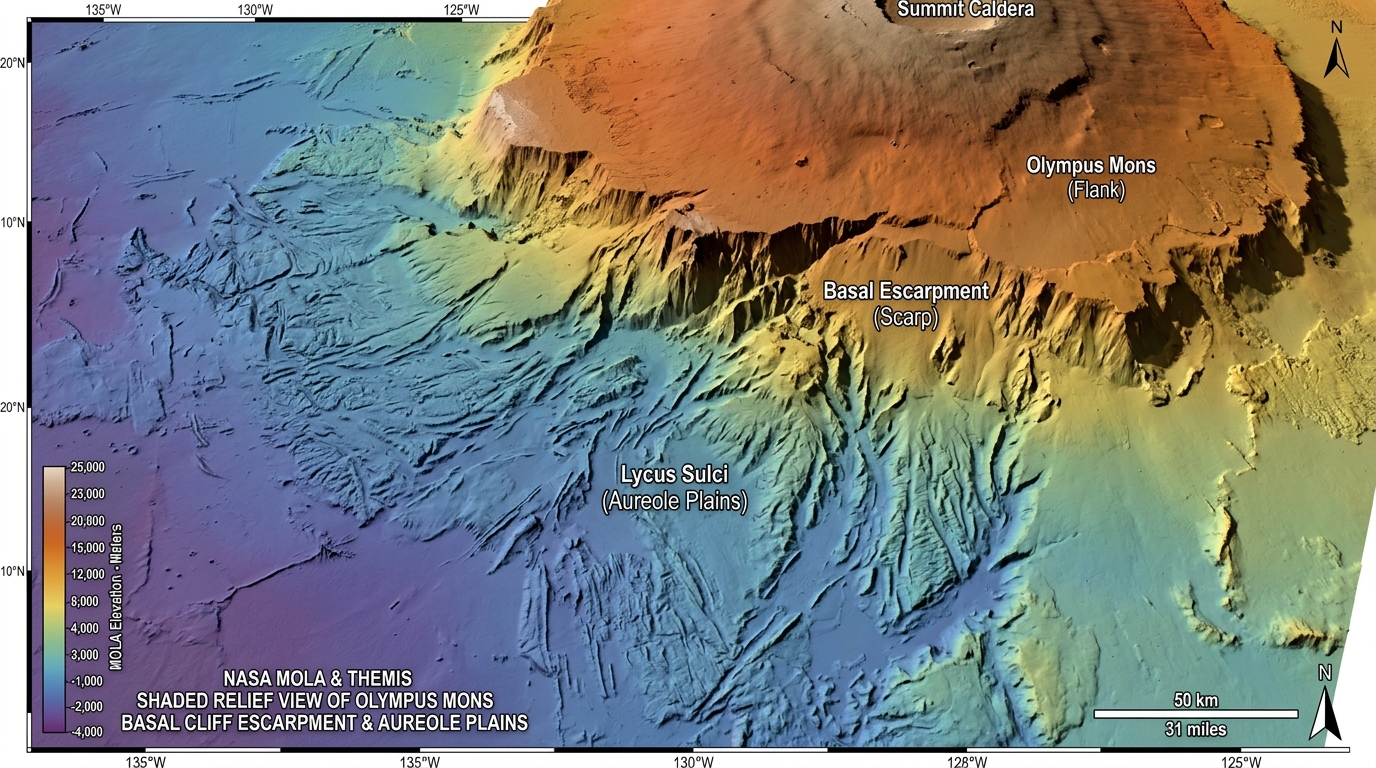 135°W 130°W 125°W
Summit Caldera
N
20°N
Olympus Mons
(Flank)
10°N
Basal Escarpment
(Scarp)
20°N
Lycus Sulci
(Aureole Plains)
25,000
23,000
20,000
15,000
12,000
8,000
4,000
3,000
-1,000
-2,000
-4,000
MOLA Elevation - Meters
10°N
NASA MOLA & THEMIS
SHADED RELIEF VIEW OF OLYMPUS MONS
BASAL CLIFF ESCARPMENT & AUREOLE PLAINS
N
50 km
31 miles
135°W 135°W 130°W 128°W 125°W